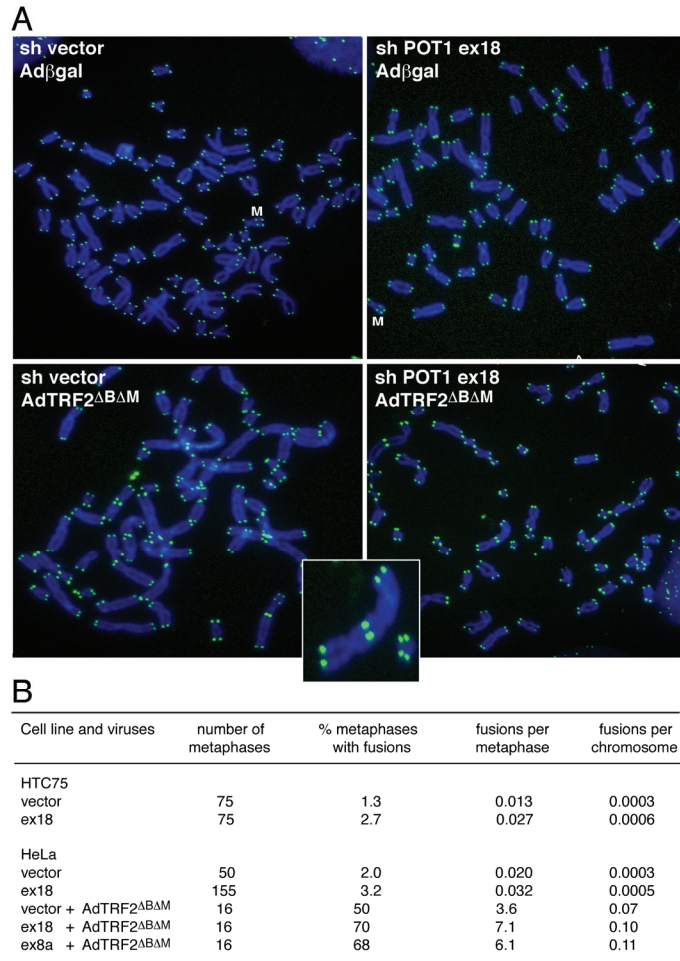 A
sh vector
Adβgal
M
sh POT1 ex18
Adβgal
M
sh vector
AdTRF2ΔBΔM
sh POT1 ex18
AdTRF2ΔBΔM
B
Cell line and viruses number of metaphases % metaphases with fusions fusions per metaphase fusions per chromosome
HTC75
vector 75 1.3 0.013 0.0003
ex18 75 2.7 0.027 0.0006
HeLa
vector 50 2.0 0.020 0.0003
ex18 155 3.2 0.032 0.0005
vector + AdTRF2ΔBΔM 16 50 3.6 0.07
ex18 + AdTRF2ΔBΔM 16 70 7.1 0.10
ex8a + AdTRF2ΔBΔM 16 68 6.1 0.11